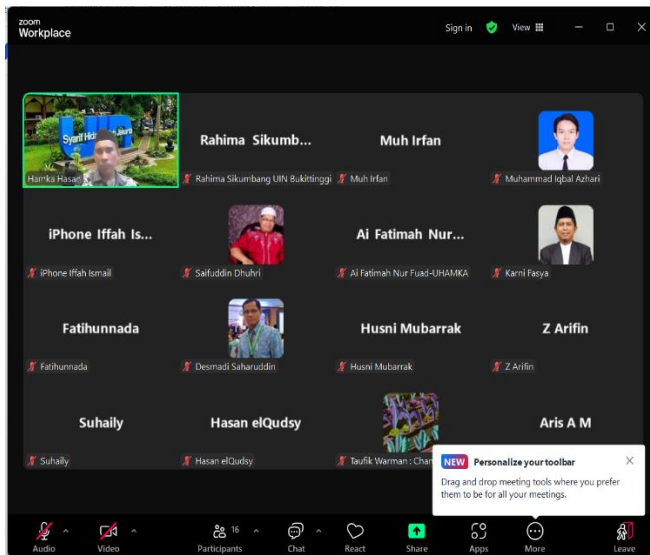 zoom
Workplace
Sign in
View
Syarif Hid
Jakarta
Hamka Hasan
Rahima Sikumb...
Rahima Sikumbang UIN Bukittinggi
Muh Irfan
Muh Irfan
Muhammad Iqbal Azhari
iPhone Iffah Is...
iPhone Iffah Ismail
Saifuddin Dhuhri
Ai Fatimah Nur...
Ai Fatimah Nur Fuad-UHAMKA
Karni Fasya
Fatihunnada
Fatihunnada
Desmadi Saharuddin
Husni Mubarrak
Husni Mubarrak
Z Arifin
Z Arifin
Suhaily
Suhaily
Hasan elQudsy
Hasan elQudsy
Taufik Warman : Chan
Aris A M
NEW Personalize your toolbar
Drag and drop meeting tools where you prefer
them to be for all your meetings.
Audio
Video
16
Participants
Chat
React
Share
Apps
More
Leave